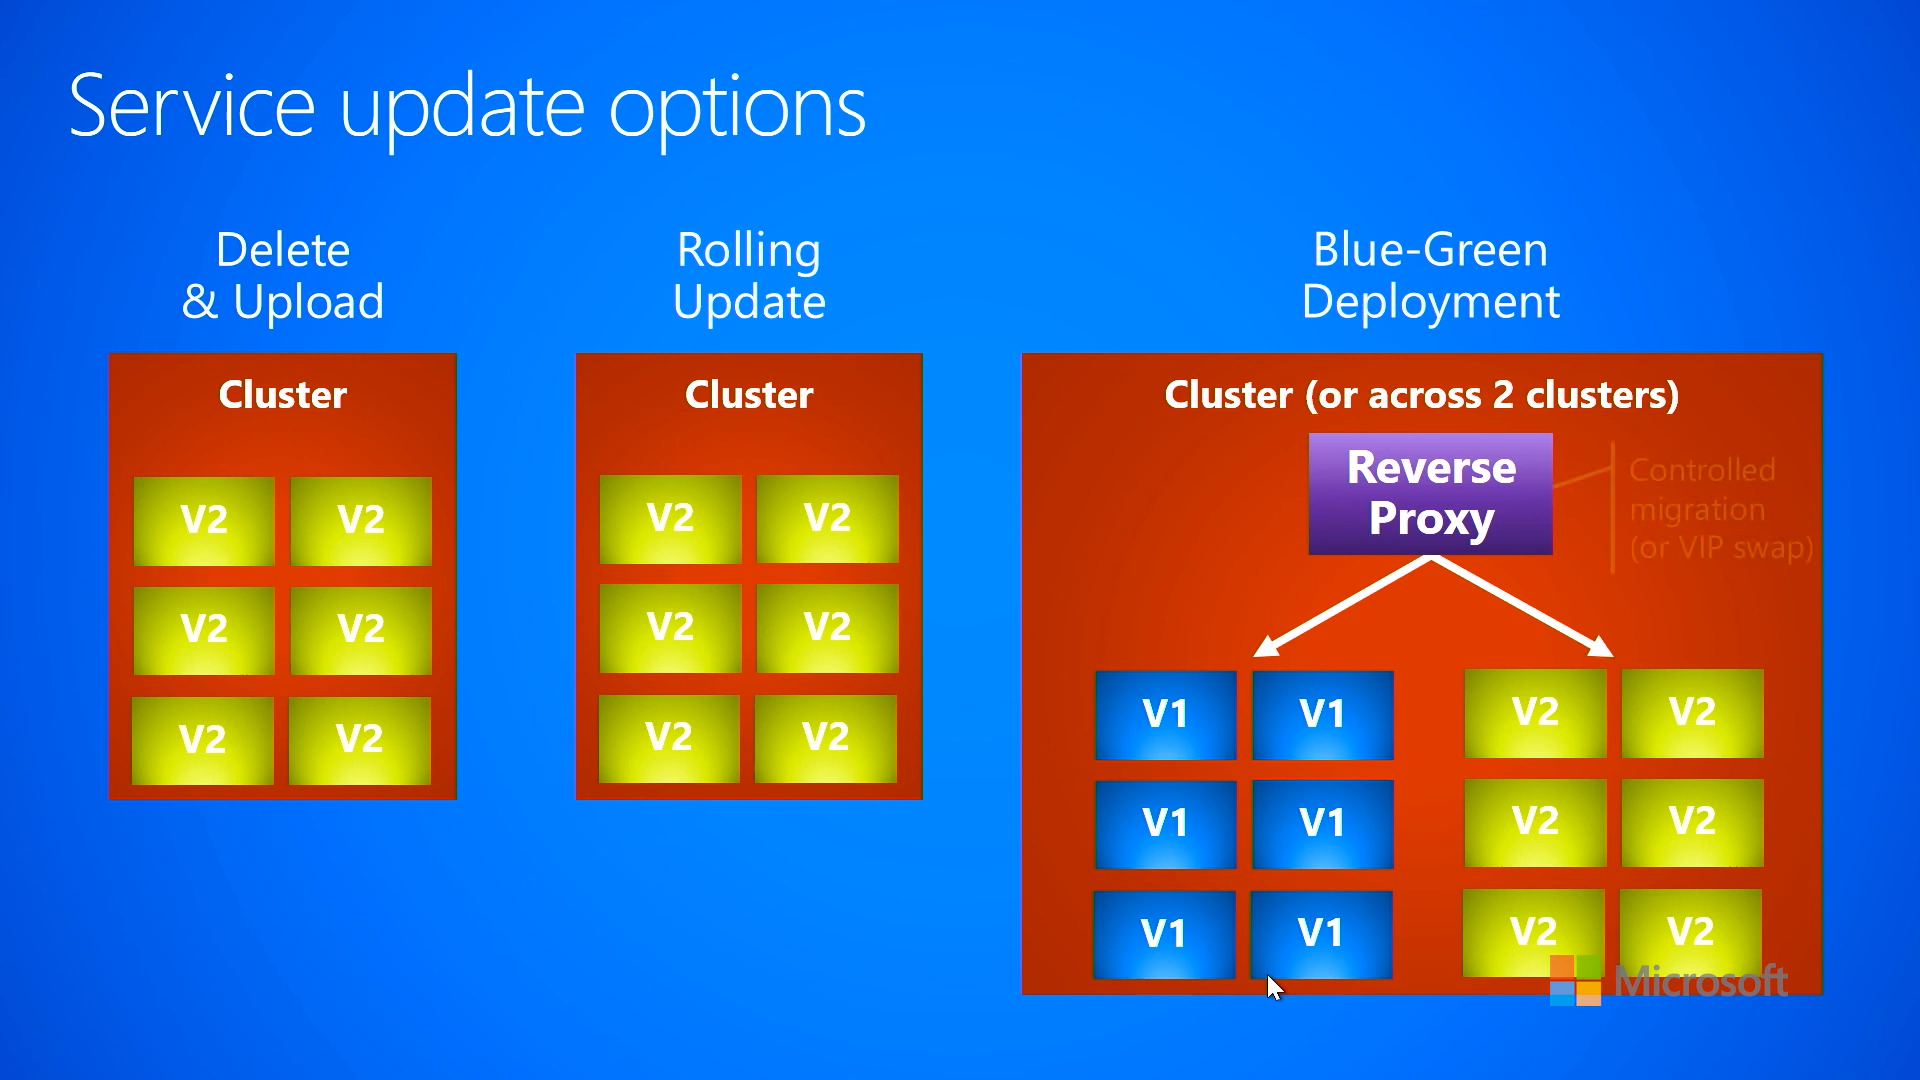 Service update options
Delete
& Upload
Cluster
V2 V2
V2 V2
V2 V2
Rolling
Update
Cluster
V2 V2
V2 V2
V2 V2
Blue-Green
Deployment
Cluster (or across 2 clusters)
Reverse
Proxy
Controlled
migration
(or VIP swap)
V1 V1 V2 V2
V1 V1 V2 V2
V1 V1 V2 V2
Microsoft